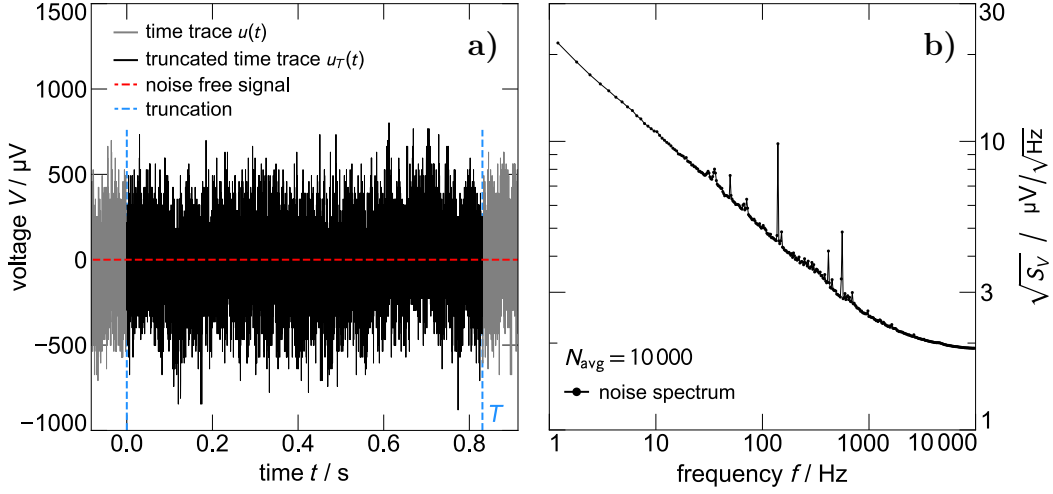 a)
time trace u(t)
truncated time trace u_T(t)
noise free signal
truncation
1500
1000
500
0
−500
−1000
voltage V / µV
0.0 0.2 0.4 0.6 0.8
T
time t / s
b)
30
10
3
1
√S_V / µV/√Hz
N_avg = 10 000
noise spectrum
1 10 100 1000 10 000
frequency f / Hz